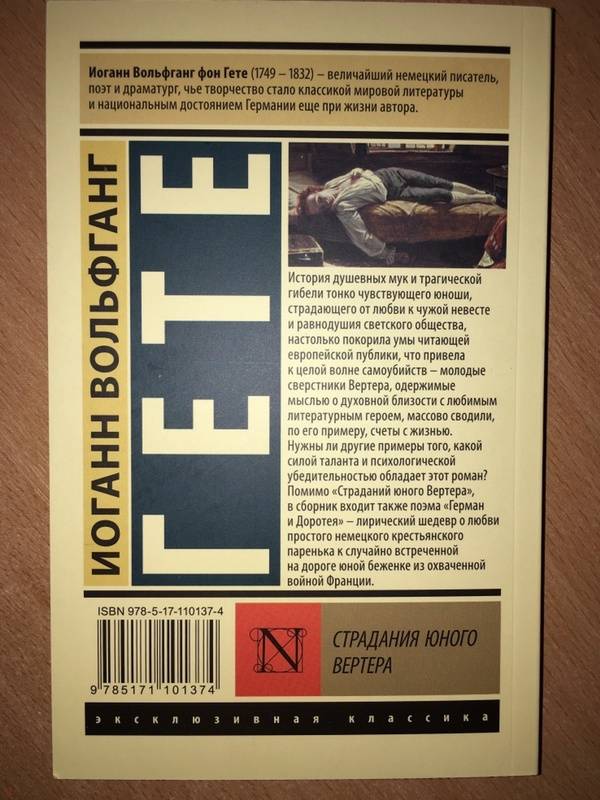 Иоганн Вольфганг фон Гете (1749 – 1832) – величайший немецкий писатель,
поэт и драматург, чье творчество стало классикой мировой литературы
и национальным достоянием Германии еще при жизни автора.
ИОГАНН ВОЛЬФГАНГ
ГЕТЕ
История душевных мук и трагической
гибели тонко чувствующего юноши,
страдающего от любви к чужой невесте
и равнодушия светского общества,
настолько покорила умы читающей
европейской публики, что привела
к целой волне самоубийств – молодые
сверстники Вертера, одержимые
мыслью о духовной близости с любимым
литературным героем, массово сводили,
по его примеру, счеты с жизнью.
Нужны ли другие примеры того, какой
силой таланта и психологической
убедительностью обладает этот роман?
Помимо «Страданий юного Вертера»,
в сборник входит также поэма «Герман
и Доротея» – лирический шедевр о любви
простого немецкого крестьянского
паренька к случайно встреченной
на дороге юной беженке из охваченной
войной Франции.
ISBN 978-5-17-110137-4
9 785171 101374
N
СТРАДАНИЯ ЮНОГО
ВЕРТЕРА
эксклюзивная классика